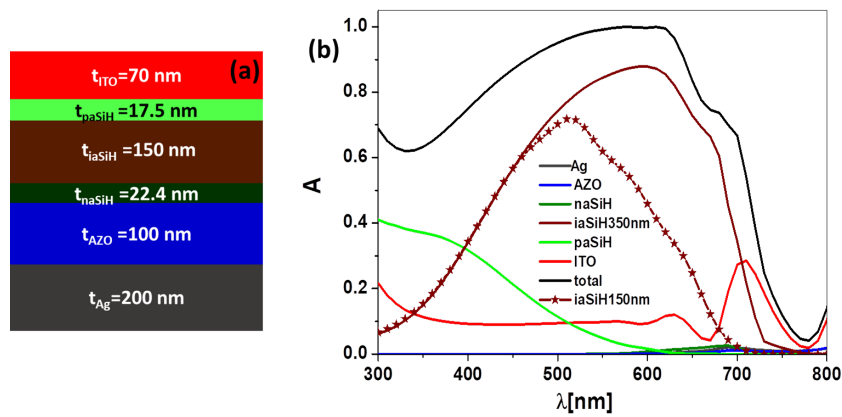 (a)
t_ITO=70 nm
t_paSiH =17.5 nm
t_iaSiH =150 nm
t_naSiH =22.4 nm
t_AZO=100 nm
t_Ag=200 nm
(b)
1.0
0.8
0.6
0.4
0.2
0.0
A
Ag
AZO
naSiH
iaSiH350nm
paSiH
ITO
total
iaSiH150nm
300 400 500 600 700 800
λ[nm]